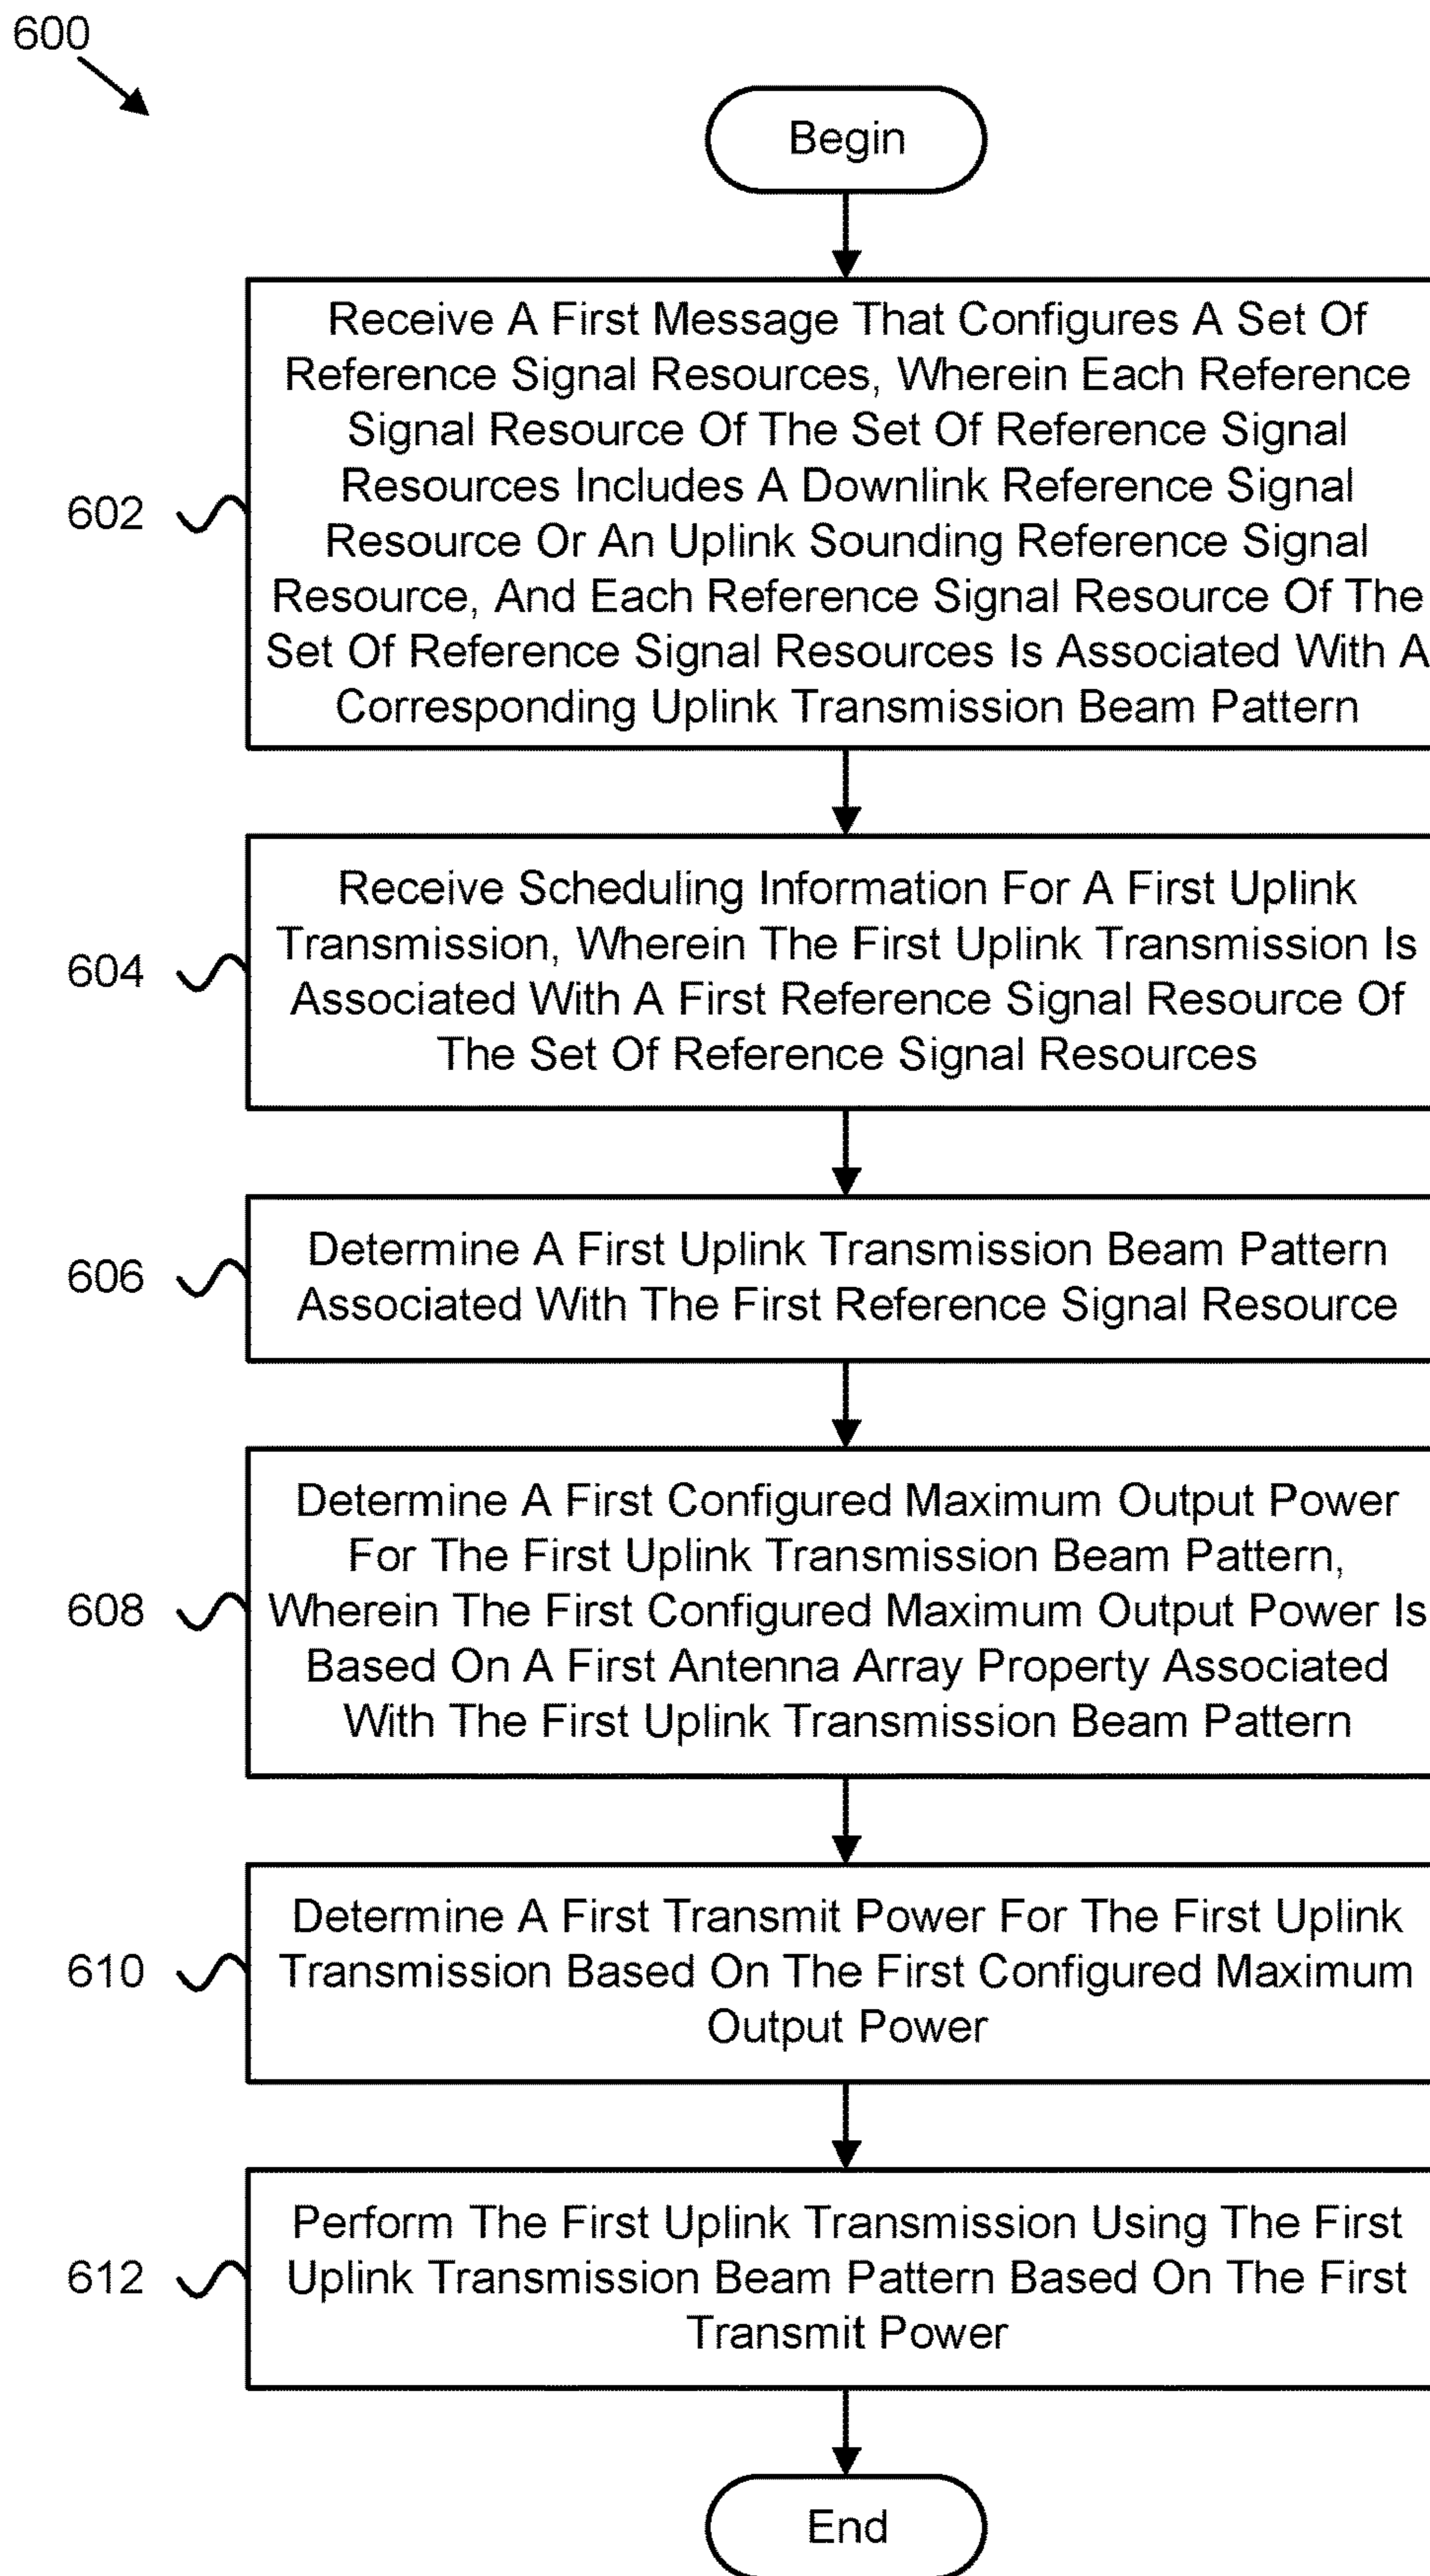 600
Begin
Receive A First Message That Configures A Set Of
Reference Signal Resources, Wherein Each Reference
Signal Resource Of The Set Of Reference Signal
Resources Includes A Downlink Reference Signal
Resource Or An Uplink Sounding Reference Signal
Resource, And Each Reference Signal Resource Of The
Set Of Reference Signal Resources Is Associated With A
Corresponding Uplink Transmission Beam Pattern
602
Receive Scheduling Information For A First Uplink
Transmission, Wherein The First Uplink Transmission Is
Associated With A First Reference Signal Resource Of
The Set Of Reference Signal Resources
604
Determine A First Uplink Transmission Beam Pattern
Associated With The First Reference Signal Resource
606
Determine A First Configured Maximum Output Power
For The First Uplink Transmission Beam Pattern,
Wherein The First Configured Maximum Output Power Is
Based On A First Antenna Array Property Associated
With The First Uplink Transmission Beam Pattern
608
Determine A First Transmit Power For The First Uplink
Transmission Based On The First Configured Maximum
Output Power
610
Perform The First Uplink Transmission Using The First
Uplink Transmission Beam Pattern Based On The First
Transmit Power
612
End